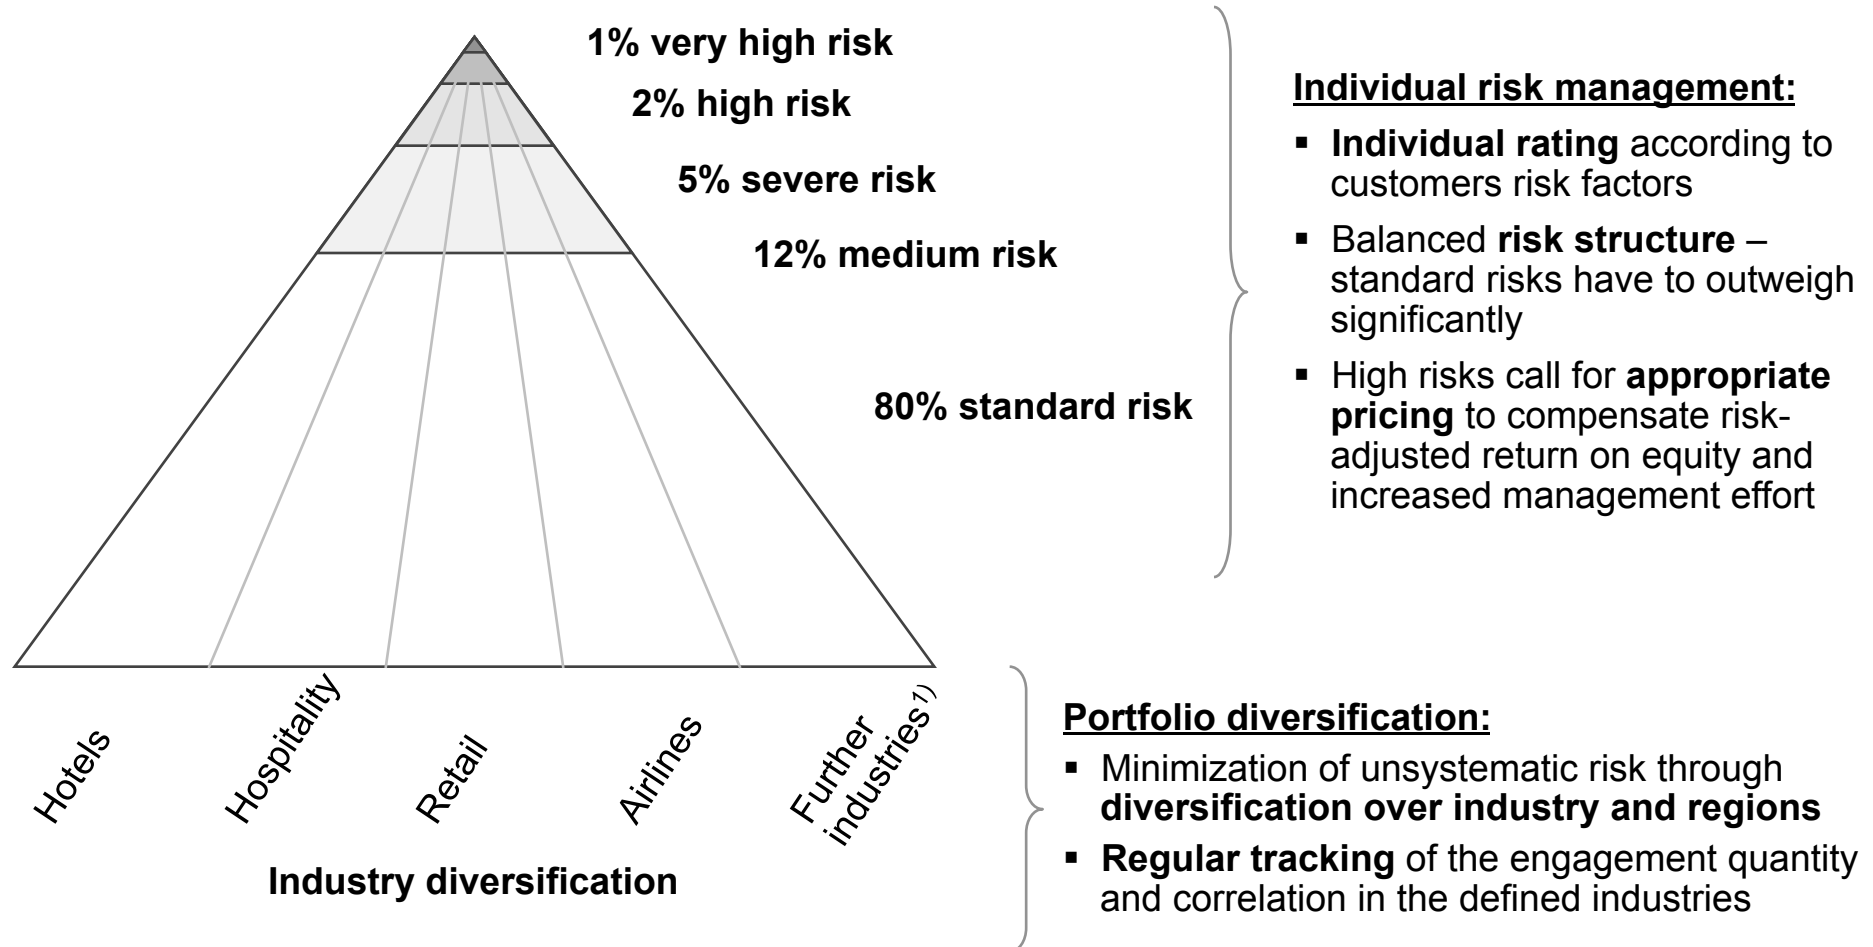 1% very high risk
2% high risk
5% severe risk
12% medium risk
80% standard risk
Individual risk management:
▪ Individual rating according to
customers risk factors
▪ Balanced risk structure –
standard risks have to outweigh
significantly
▪ High risks call for appropriate
pricing to compensate risk-
adjusted return on equity and
increased management effort
Hotels
Hospitality
Retail
Airlines
Further
industries1)
Industry diversification
Portfolio diversification:
▪ Minimization of unsystematic risk through
diversification over industry and regions
▪ Regular tracking of the engagement quantity
and correlation in the defined industries